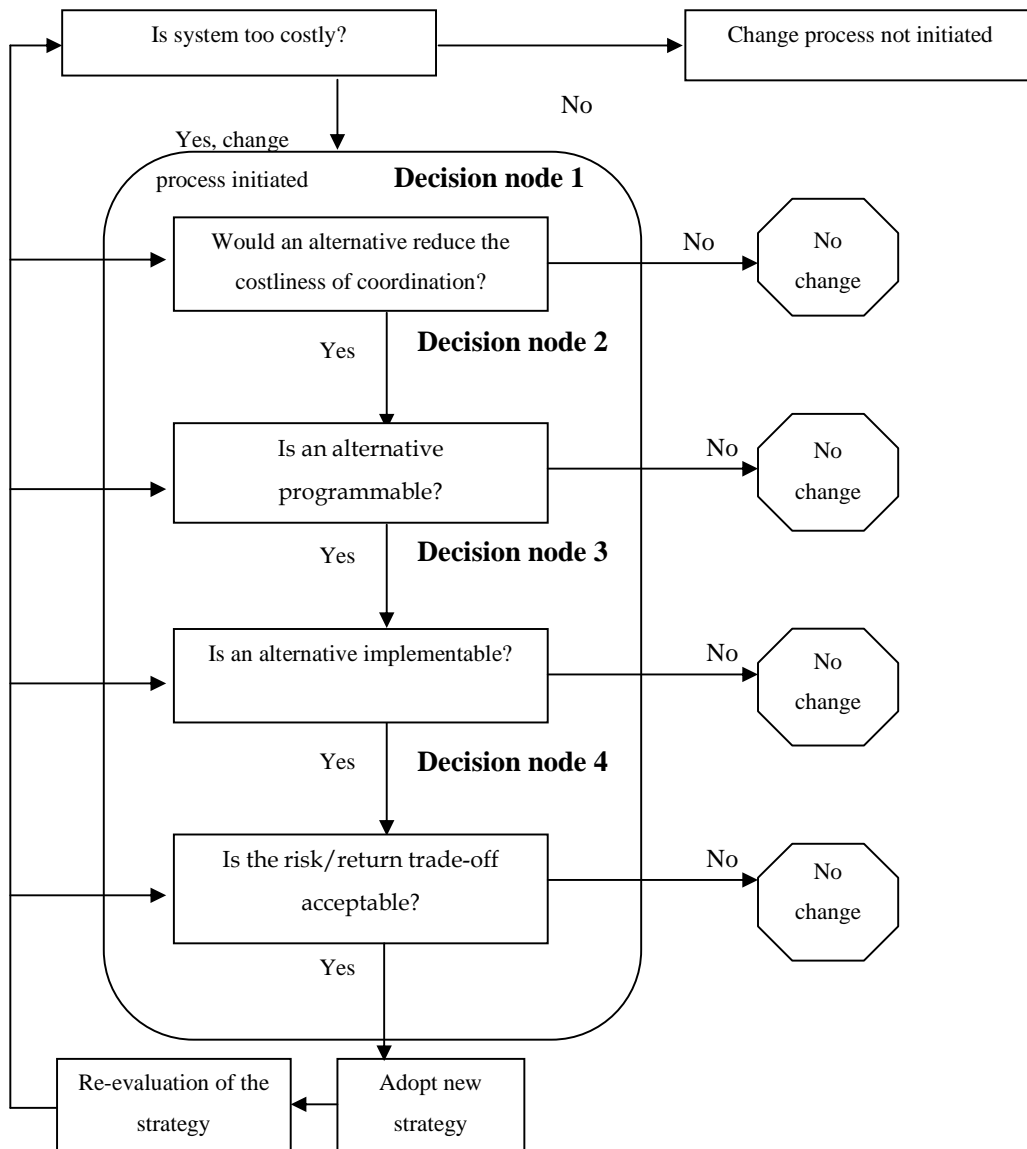 Is system too costly?
Change process not initiated
No
Yes, change
process initiated
Decision node 1
Would an alternative reduce the
costliness of coordination?
No
No
change
Yes
Decision node 2
Is an alternative
programmable?
No
No
change
Yes
Decision node 3
Is an alternative implementable?
No
No
change
Yes
Decision node 4
Is the risk/return trade-off
acceptable?
No
No
change
Yes
Re-evaluation of the
strategy
Adopt new
strategy